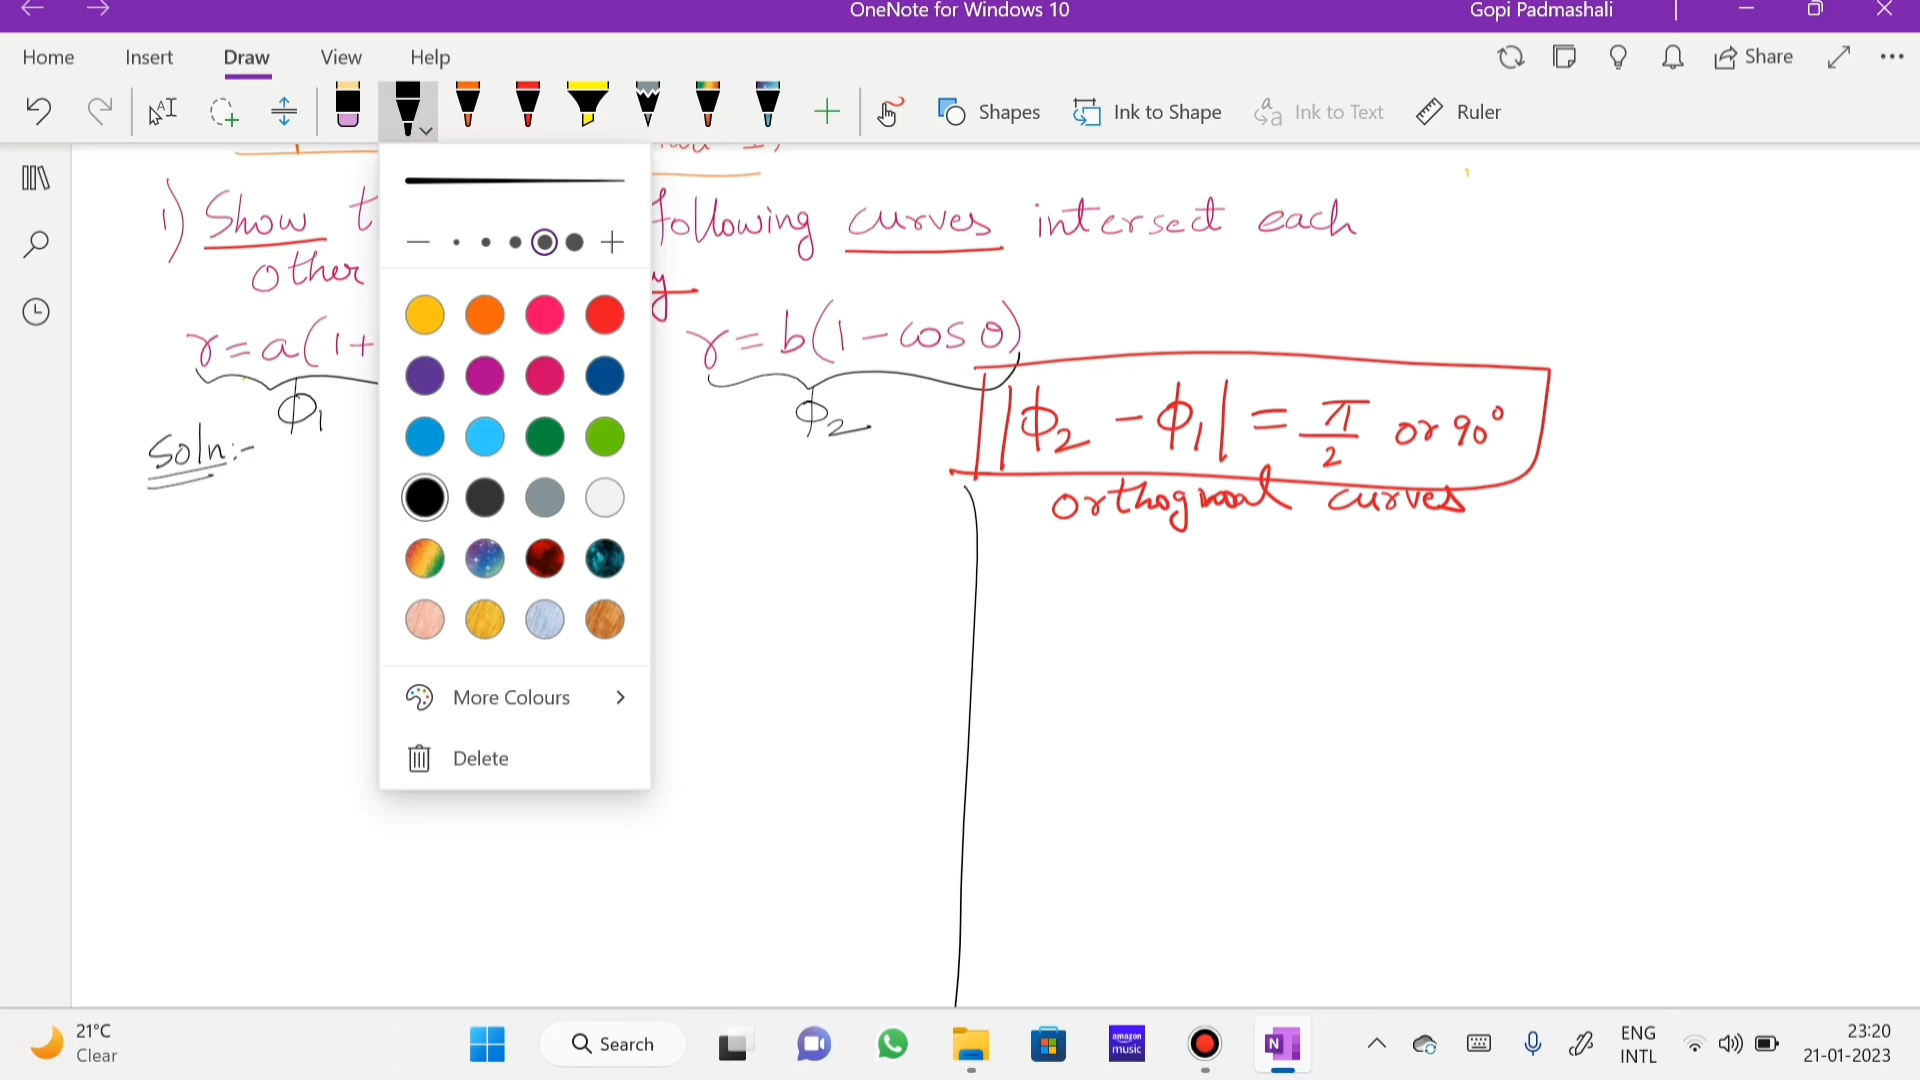 OneNote for Windows 10
Gopi Padmashali
Home Insert Draw View Help
Share
Shapes Ink to Shape Ink to Text Ruler
1) Show t following curves intersect each
other y
r = a(1+ r = b(1 - cos θ)
ϕ1 ϕ2
|ϕ2 - ϕ1| = π/2 or 90°
Soln:-
orthogonal curves
More Colours
Delete
21°C
Clear
Search
amazon
music
N
ENG
INTL
23:20
21-01-2023